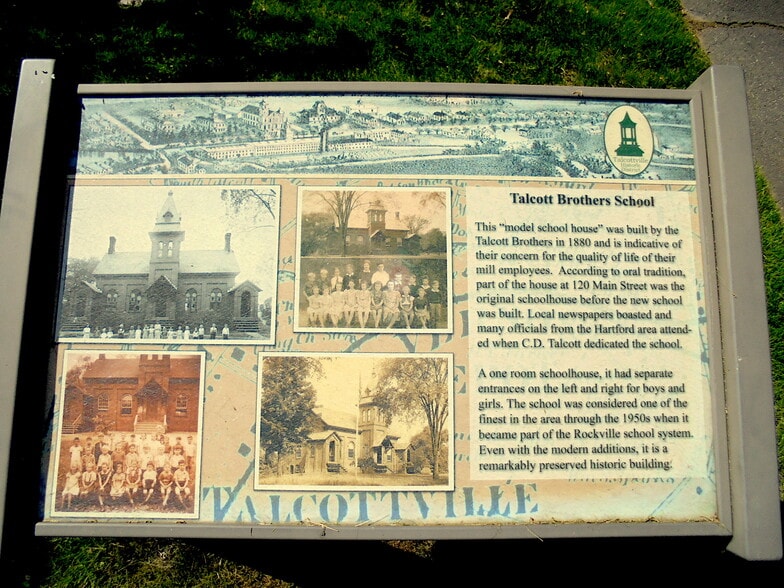 Talcottville
Talcott Brothers School
This "model school house" was built by the
Talcott Brothers in 1880 and is indicative of
their concern for the quality of life of their
mill employees. According to oral tradition,
part of the house at 120 Main Street was the
original schoolhouse before the new school
was built. Local newspapers boasted and
many officials from the Hartford area attend-
ed when C.D. Talcott dedicated the school.
A one room schoolhouse, it had separate
entrances on the left and right for boys and
girls. The school was considered one of the
finest in the area through the 1950s when it
became part of the Rockville school system.
Even with the modern additions, it is a
remarkably preserved historic building.
TALCOTTVILLE